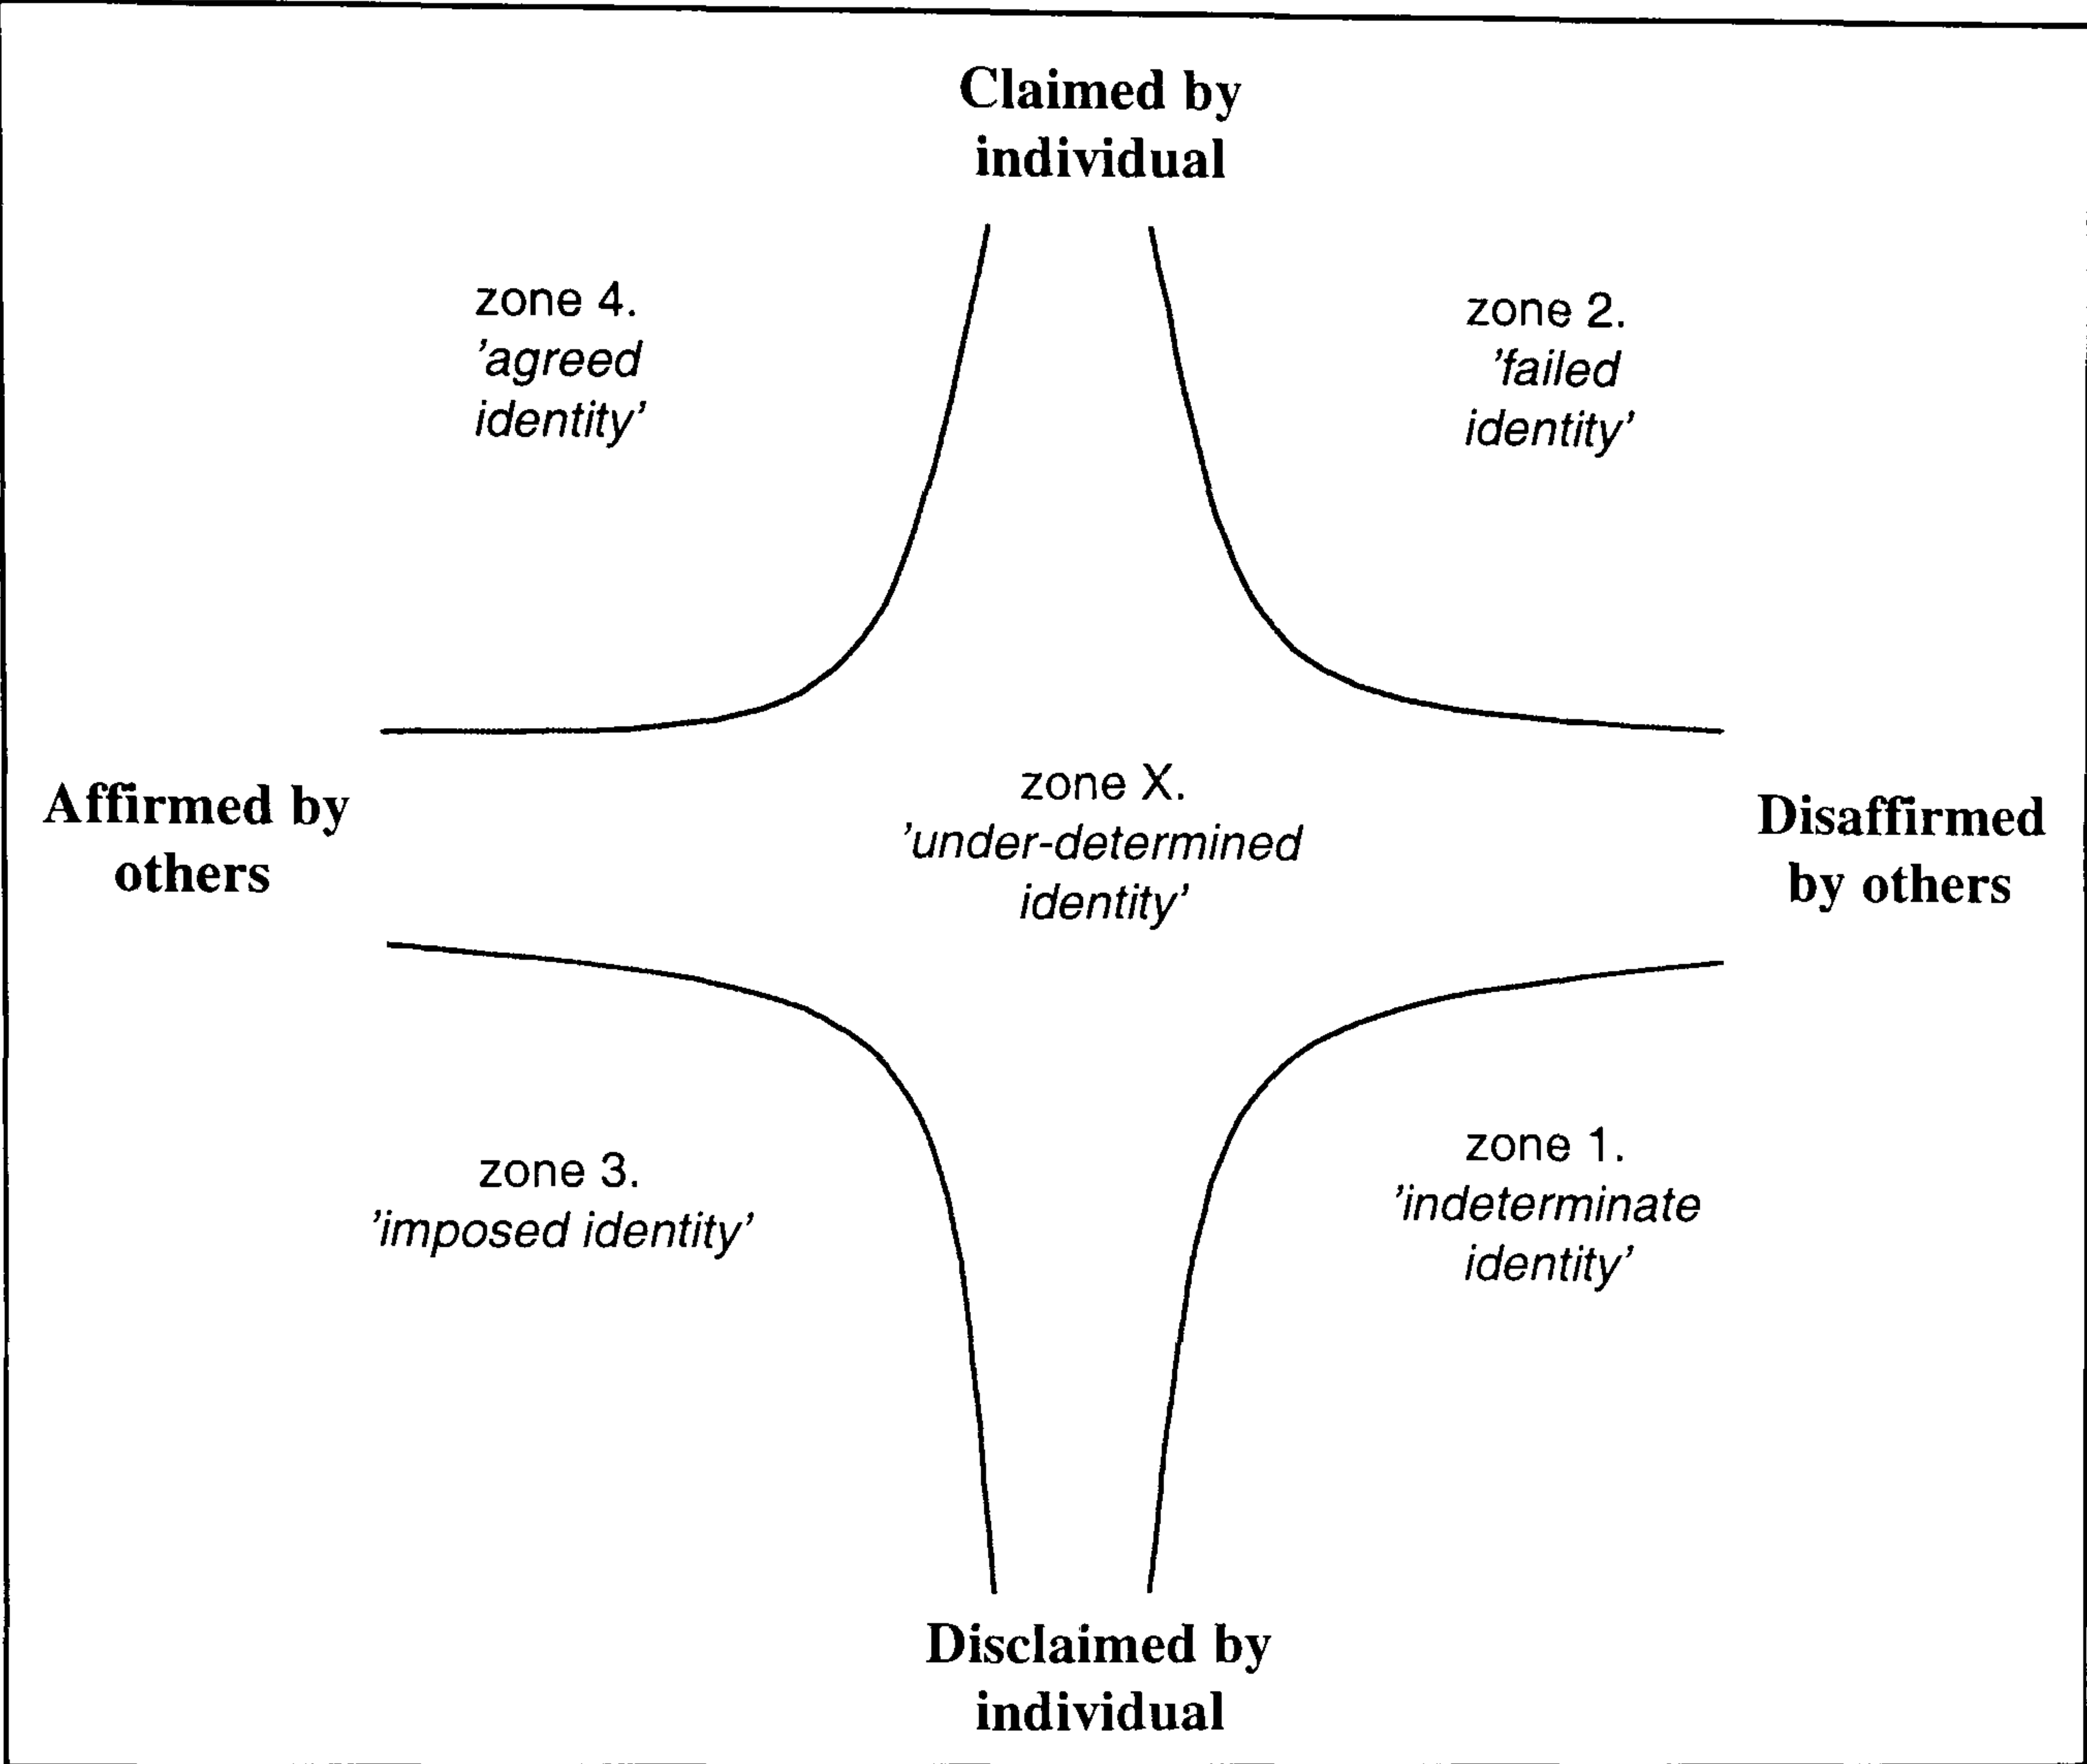 Claimed by
individual
zone 4.
'agreed
identity'
zone 2.
'failed
identity'
Affirmed by
others
zone X.
'under-determined
identity'
Disaffirmed
by others
zone 3.
'imposed identity'
zone 1.
'indeterminate
identity'
Disclaimed by
individual